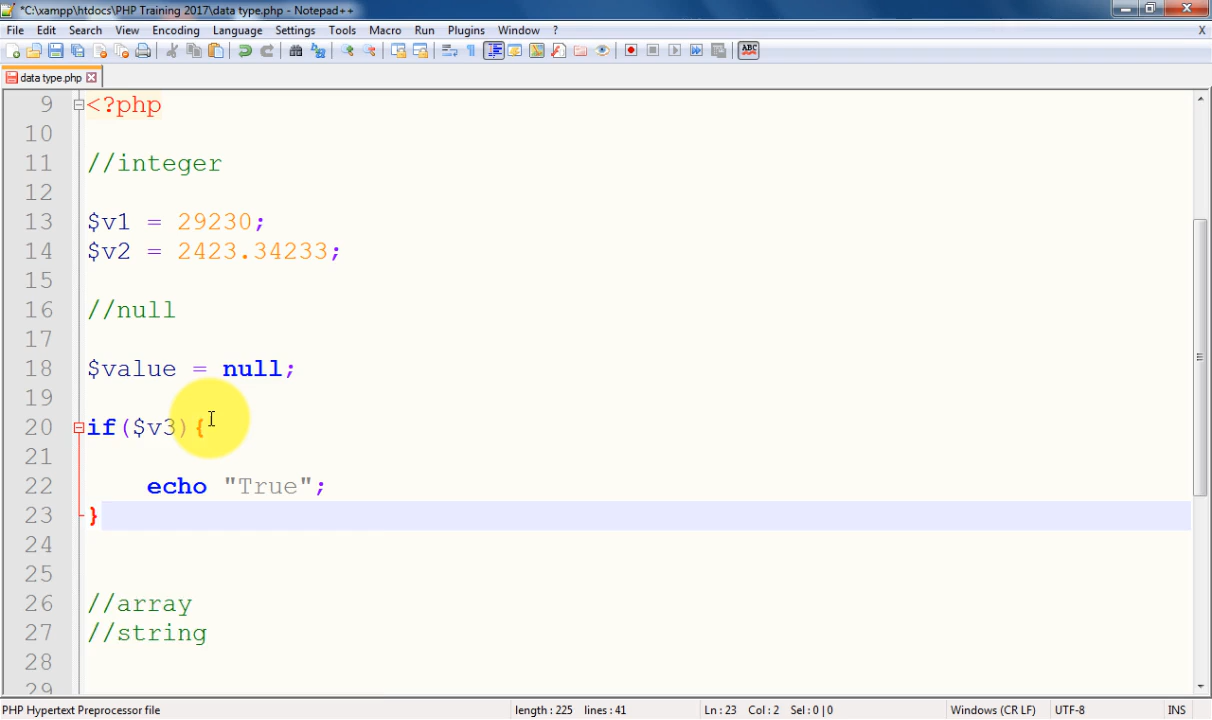 *C:\xampp\htdocs\PHP Training 2017\data type.php - Notepad++
File Edit Search View Encoding Language Settings Tools Macro Run Plugins Window ? X
ABC
data type.php
9 <?php
10
11 //integer
12
13 $v1 = 29230;
14 $v2 = 2423.34233;
15
16 //null
17
18 $value = null;
19
20 if($v3){
21
22 echo "True";
23 }
24
25
26 //array
27 //string
28
29
PHP Hypertext Preprocessor file length : 225 lines : 41 Ln : 23 Col : 2 Sel : 0 | 0 Windows (CR LF) UTF-8 INS